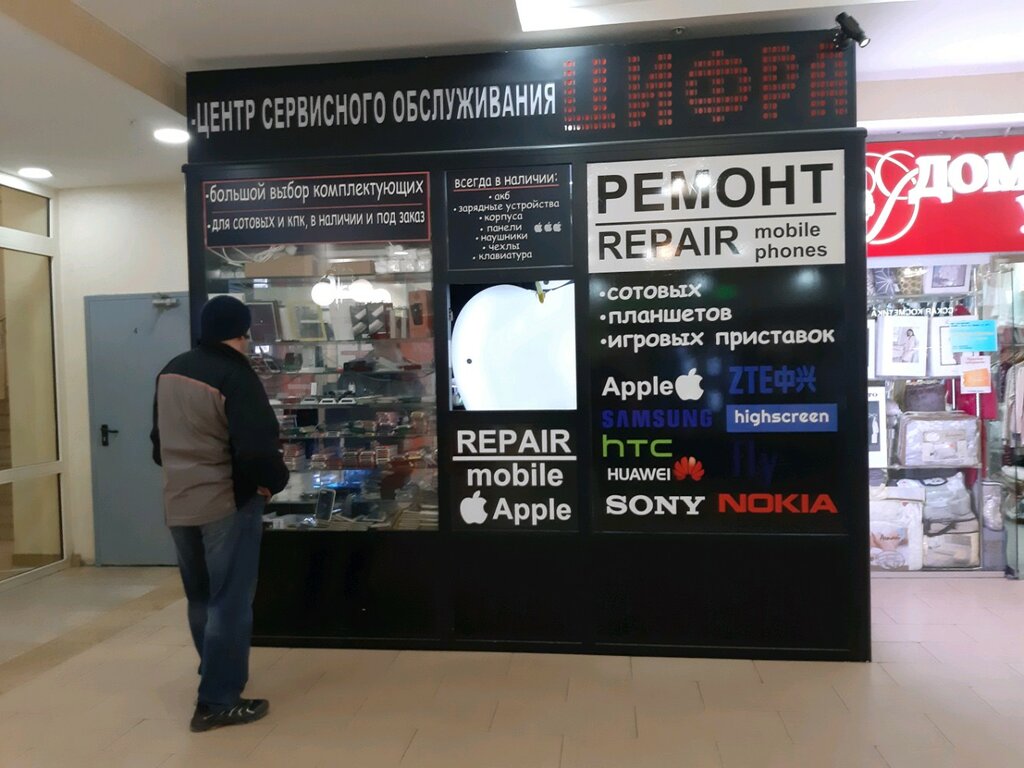 -ЦЕНТР СЕРВИСНОГО ОБСЛУЖИВАНИЯ ЦИФРА
•большой выбор комплектующих
•для сотовых и кпк, в наличии и под заказ
всегда в наличии:
• акб
• зарядные устройства
• корпуса
• панели
• наушники
• чехлы
• клавиатура
РЕМОНТ
REPAIR mobile phones
•сотовых
•планшетов
•игровых приставок
Apple ZTE中兴
SAMSUNG highscreen
hTC
HUAWEI Fly
SONY NOKIA
REPAIR
mobile
Apple
ДОМ
4